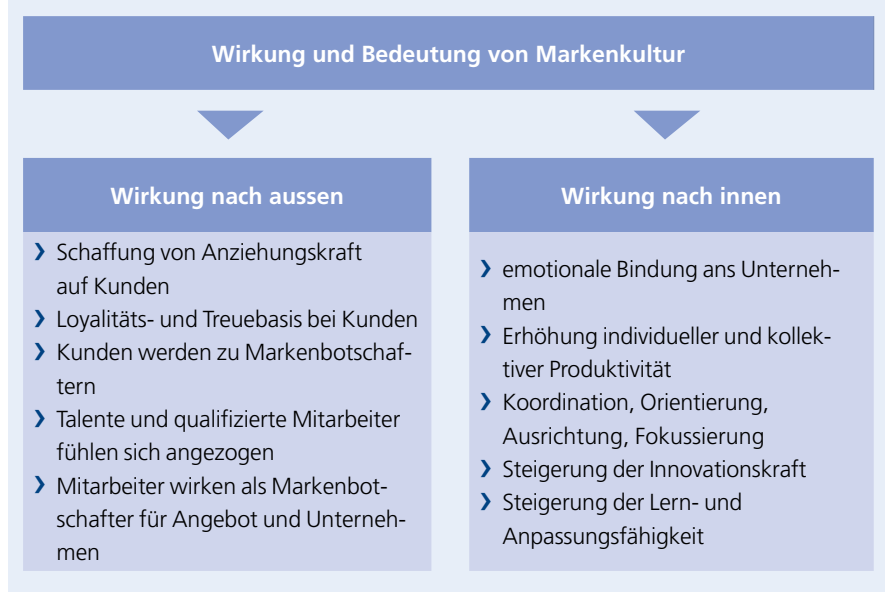 Wirkung und Bedeutung von Markenkultur
Wirkung nach aussen
❯ Schaffung von Anziehungskraft
auf Kunden
❯ Loyalitäts- und Treuebasis bei Kunden
❯ Kunden werden zu Markenbotschaf-
tern
❯ Talente und qualifizierte Mitarbeiter
fühlen sich angezogen
❯ Mitarbeiter wirken als Markenbot-
schafter für Angebot und Unterneh-
men
Wirkung nach innen
❯ emotionale Bindung ans Unterneh-
men
❯ Erhöhung individueller und kollek-
tiver Produktivität
❯ Koordination, Orientierung,
Ausrichtung, Fokussierung
❯ Steigerung der Innovationskraft
❯ Steigerung der Lern- und
Anpassungsfähigkeit